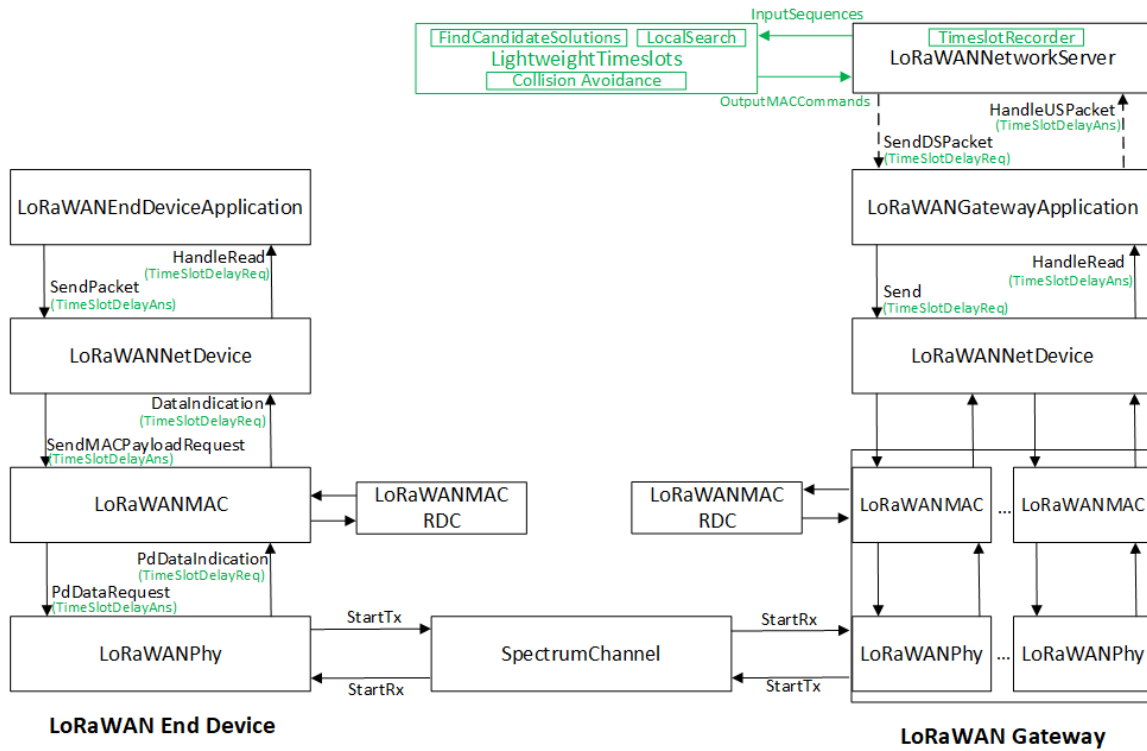 InputSequences
FindCandidateSolutions
LocalSearch
LightweightTimeslots
Collision Avoidance
TimeslotRecorder
LoRaWANNetworkServer
OutputMACCommands
HandleUSPacket
(TimeSlotDelayAns)
SendDSPacket
(TimeSlotDelayReq)
LoRaWANEndDeviceApplication
LoRaWANGatewayApplication
HandleRead
(TimeSlotDelayReq)
SendPacket
(TimeSlotDelayAns)
HandleRead
(TimeSlotDelayAns)
Send
(TimeSlotDelayReq)
LoRaWANNetDevice
LoRaWANNetDevice
DataIndication
(TimeSlotDelayReq)
SendMACPayloadRequest
(TimeSlotDelayAns)
LoRaWANMAC
LoRaWANMAC
RDC
LoRaWANMAC
RDC
LoRaWANMAC
...
LoRaWANMAC
PdDataIndication
(TimeSlotDelayReq)
PdDataRequest
(TimeSlotDelayAns)
LoRaWANPhy
StartTx
StartRx
SpectrumChannel
StartRx
StartTx
LoRaWANPhy
...
LoRaWANPhy
LoRaWAN End Device
LoRaWAN Gateway